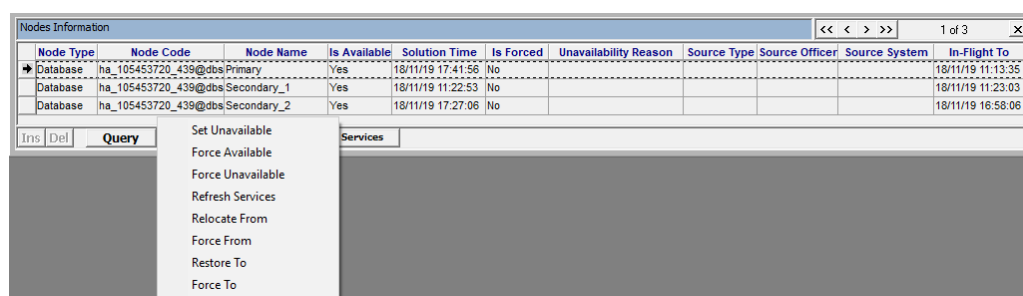 Nodes Information << < > >> 1 of 3 X
Node Type Node Code Node Name Is Available Solution Time Is Forced Unavailability Reason Source Type Source Officer Source System In-Flight To
Database ha_105453720_439@dbs Primary Yes 18/11/19 17:41:56 No 18/11/19 11:13:35
Database ha_105453720_439@dbs Secondary_1 Yes 18/11/19 11:22:53 No 18/11/19 11:23:03
Database ha_105453720_439@dbs Secondary_2 Yes 18/11/19 17:27:06 No 18/11/19 16:58:06
Ins Del Query Services
Set Unavailable
Force Available
Force Unavailable
Refresh Services
Relocate From
Force From
Restore To
Force To